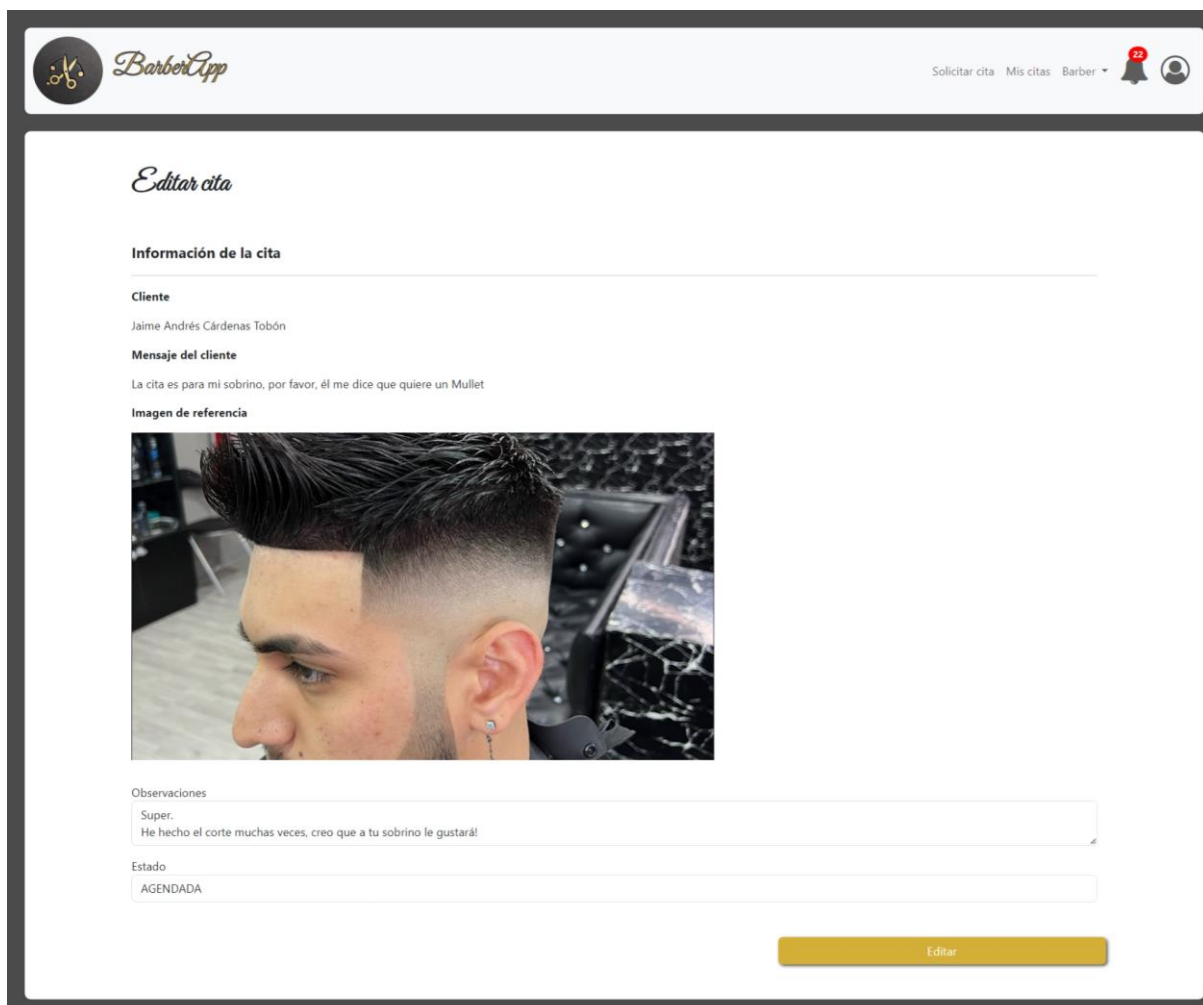 BarberApp
Solicitar cita Mis citas Barber 22
Editar cita
Información de la cita
Cliente
Jaime Andrés Cárdenas Tobón
Mensaje del cliente
La cita es para mi sobrino, por favor, él me dice que quiere un Mullet
Imagen de referencia
Observaciones
Super.
He hecho el corte muchas veces, creo que a tu sobrino le gustará!
Estado
AGENDADA
Editar